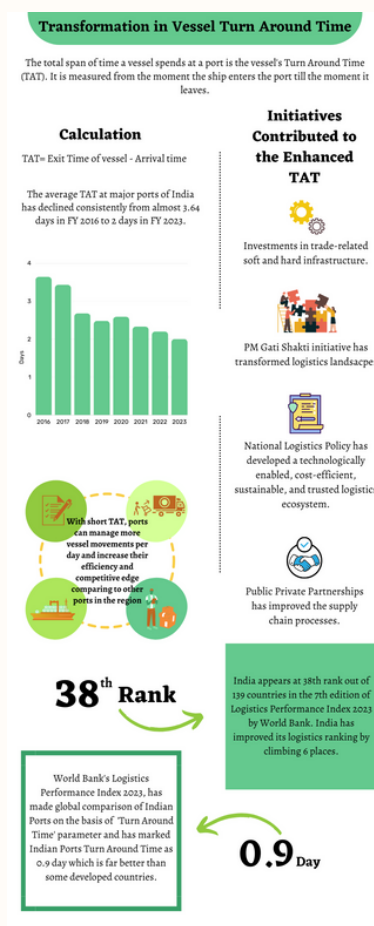 Transformation in Vessel Turn Around Time
The total span of time a vessel spends at a port is the vessel's Turn Around Time
(TAT). It is measured from the moment the ship enters the port till the moment it
leaves.
Calculation
TAT= Exit Time of vessel - Arrival time
The average TAT at major ports of India
has declined consistently from almost 3.64
days in FY 2016 to 2 days in FY 2023.
4
3
2
1
0
Days
2016 2017 2018 2019 2020 2021 2022 2023
With short TAT, ports
can manage more
vessel movements per
day and increase their
efficiency and
competitive edge
comparing to other
ports in the region
Initiatives
Contributed to
the Enhanced
TAT
Investments in trade-related
soft and hard infrastructure.
PM Gati Shakti initiative has
transformed logistics landsacpe
National Logistics Policy has
developed a technologically
enabled, cost-efficient,
sustainable, and trusted logistics
ecosystem.
Public Private Partnerships
has improved the supply
chain processes.
38th Rank
India appears at 38th rank out of
139 countries in the 7th edition of
Logistics Performance Index 2023
by World Bank. India has
improved its logistics ranking by
climbing 6 places.
World Bank's Logistics
Performance Index 2023, has
made global comparison of Indian
Ports on the basis of 'Turn Around
Time' parameter and has marked
Indian Ports Turn Around Time as
0.9 day which is far better than
some developed countries.
0.9 Day